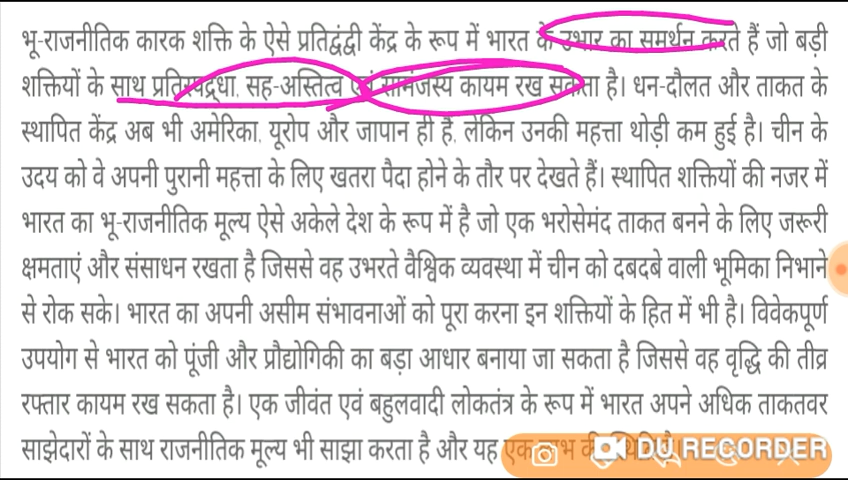 भू-राजनीतिक कारक शक्ति के ऐसे प्रतिद्वंद्वी केंद्र के रूप में भारत के उभार का समर्थन करते हैं जो बड़ी
शक्तियों के साथ प्रतिस्पद्र्धा, सह-अस्तित्व एवं सामंजस्य कायम रख सकता है। धन-दौलत और ताकत के
स्थापित केंद्र अब भी अमेरिका, यूरोप और जापान ही हैं, लेकिन उनकी महत्ता थोड़ी कम हुई है। चीन के
उदय को वे अपनी पुरानी महत्ता के लिए खतरा पैदा होने के तौर पर देखते हैं। स्थापित शक्तियों की नजर में
भारत का भू-राजनीतिक मूल्य ऐसे अकेले देश के रूप में है जो एक भरोसेमंद ताकत बनने के लिए जरूरी
क्षमताएं और संसाधन रखता है जिससे वह उभरते वैश्विक व्यवस्था में चीन को दबदबे वाली भूमिका निभाने
से रोक सके। भारत का अपनी असीम संभावनाओं को पूरा करना इन शक्तियों के हित में भी है। विवेकपूर्ण
उपयोग से भारत को पूंजी और प्रौद्योगिकी का बड़ा आधार बनाया जा सकता है जिससे वह वृद्धि की तीव्र
रफ्तार कायम रख सकता है। एक जीवंत एवं बहुलवादी लोकतंत्र के रूप में भारत अपने अधिक ताकतवर
साझेदारों के साथ राजनीतिक मूल्य भी साझा करता है और यह एक DU RECORDER